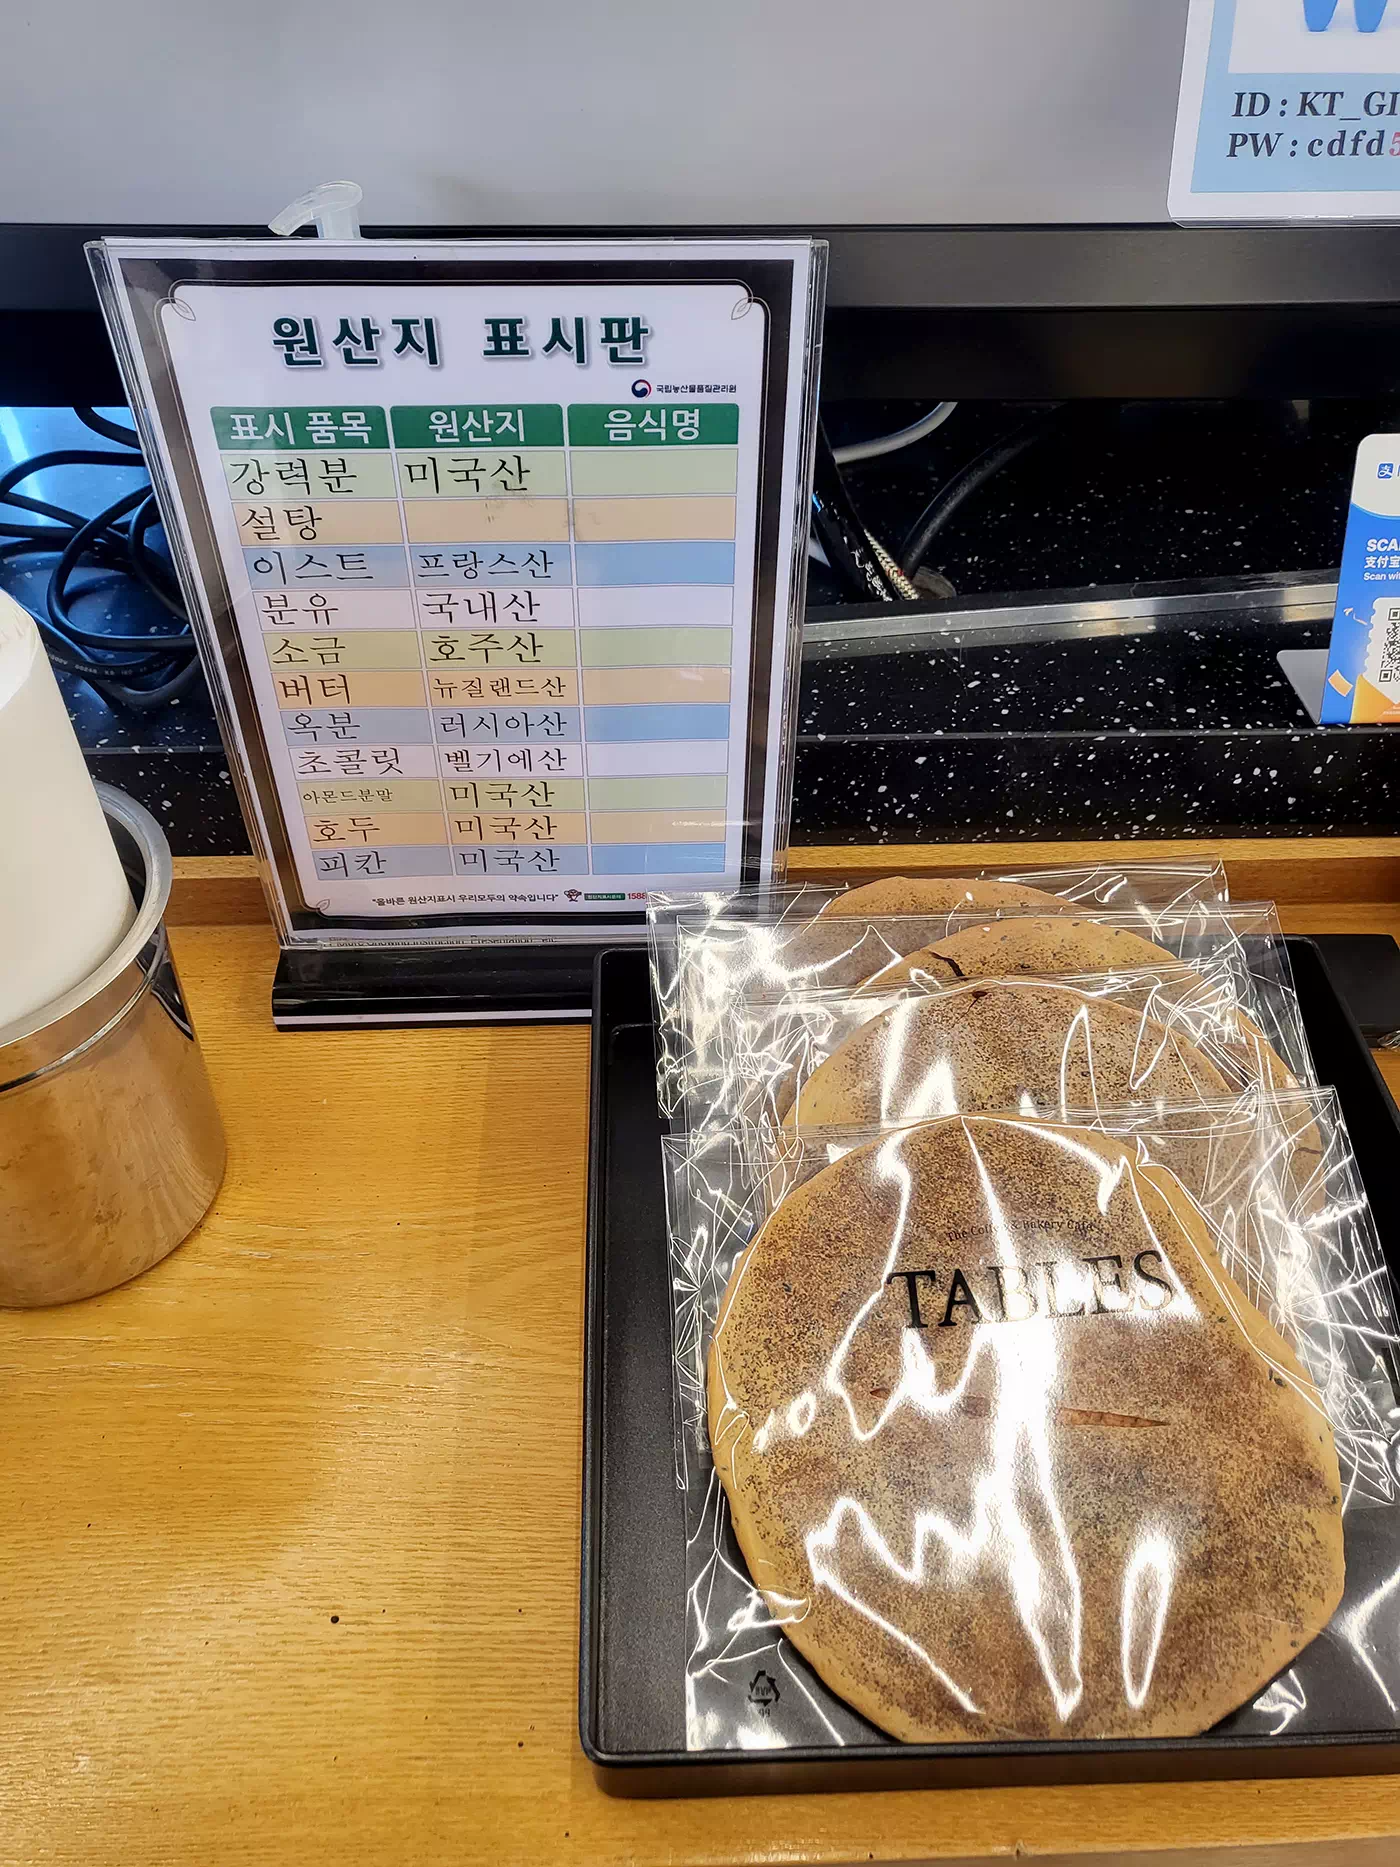 ID : KT_GI
PW : cdfd5
원산지 표시판
국립농산물품질관리원
표시 품목 원산지 음식명
강력분 미국산
설탕
이스트 프랑스산
분유 국내산
소금 호주산
버터 뉴질랜드산
옥분 러시아산
초콜릿 벨기에산
아몬드분말 미국산
호두 미국산
피칸 미국산
"올바른 원산지표시 우리모두의 약속입니다" 1588
SCA
支付宝
Scan wi
The Coffee & Bakery Café
TABLES